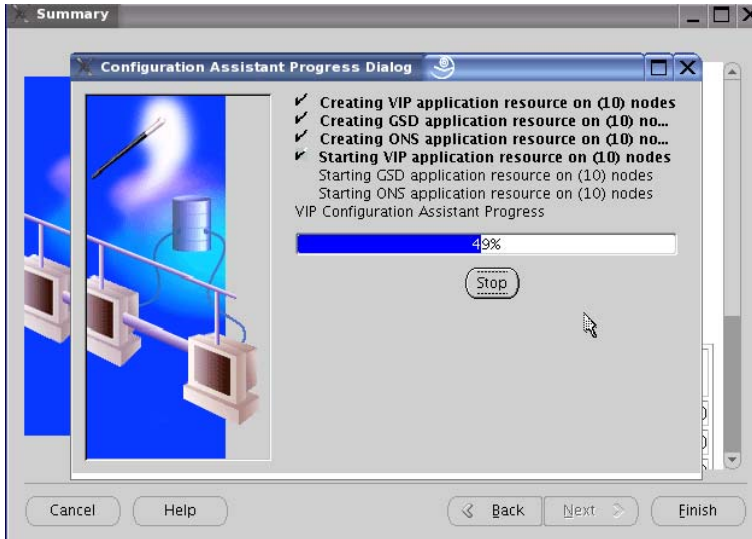 Summary
Configuration Assistant Progress Dialog
Creating VIP application resource on (10) nodes
Creating GSD application resource on (10) no...
Creating ONS application resource on (10) no...
Starting VIP application resource on (10) nodes
Starting GSD application resource on (10) nodes
Starting ONS application resource on (10) nodes
VIP Configuration Assistant Progress
49%
Stop
Cancel Help Back Next Finish